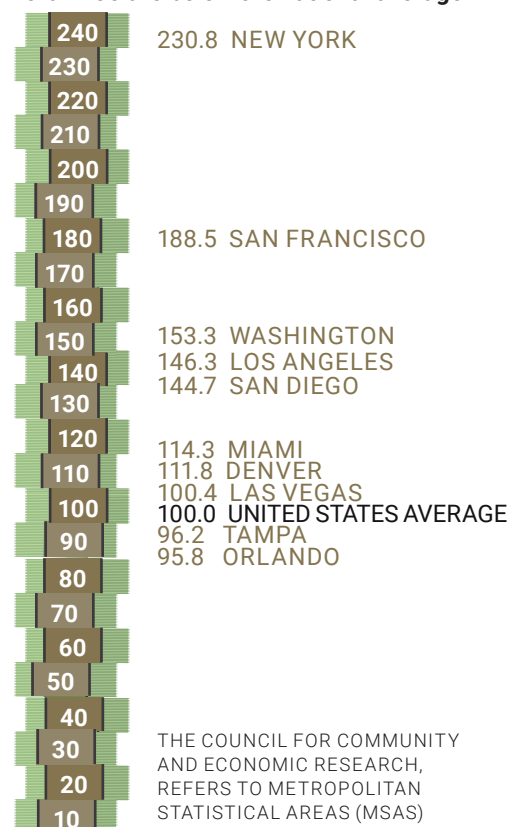 240
230.8 NEW YORK
230
220
210
200
190
180
188.5 SAN FRANCISCO
170
160
150
153.3 WASHINGTON
146.3 LOS ANGELES
140
144.7 SAN DIEGO
130
120
114.3 MIAMI
110
111.8 DENVER
100.4 LAS VEGAS
100
100.0 UNITED STATES AVERAGE
90
96.2 TAMPA
95.8 ORLANDO
80
70
60
50
40
30
20
10
THE COUNCIL FOR COMMUNITY
AND ECONOMIC RESEARCH,
REFERS TO METROPOLITAN
STATISTICAL AREAS (MSAS)